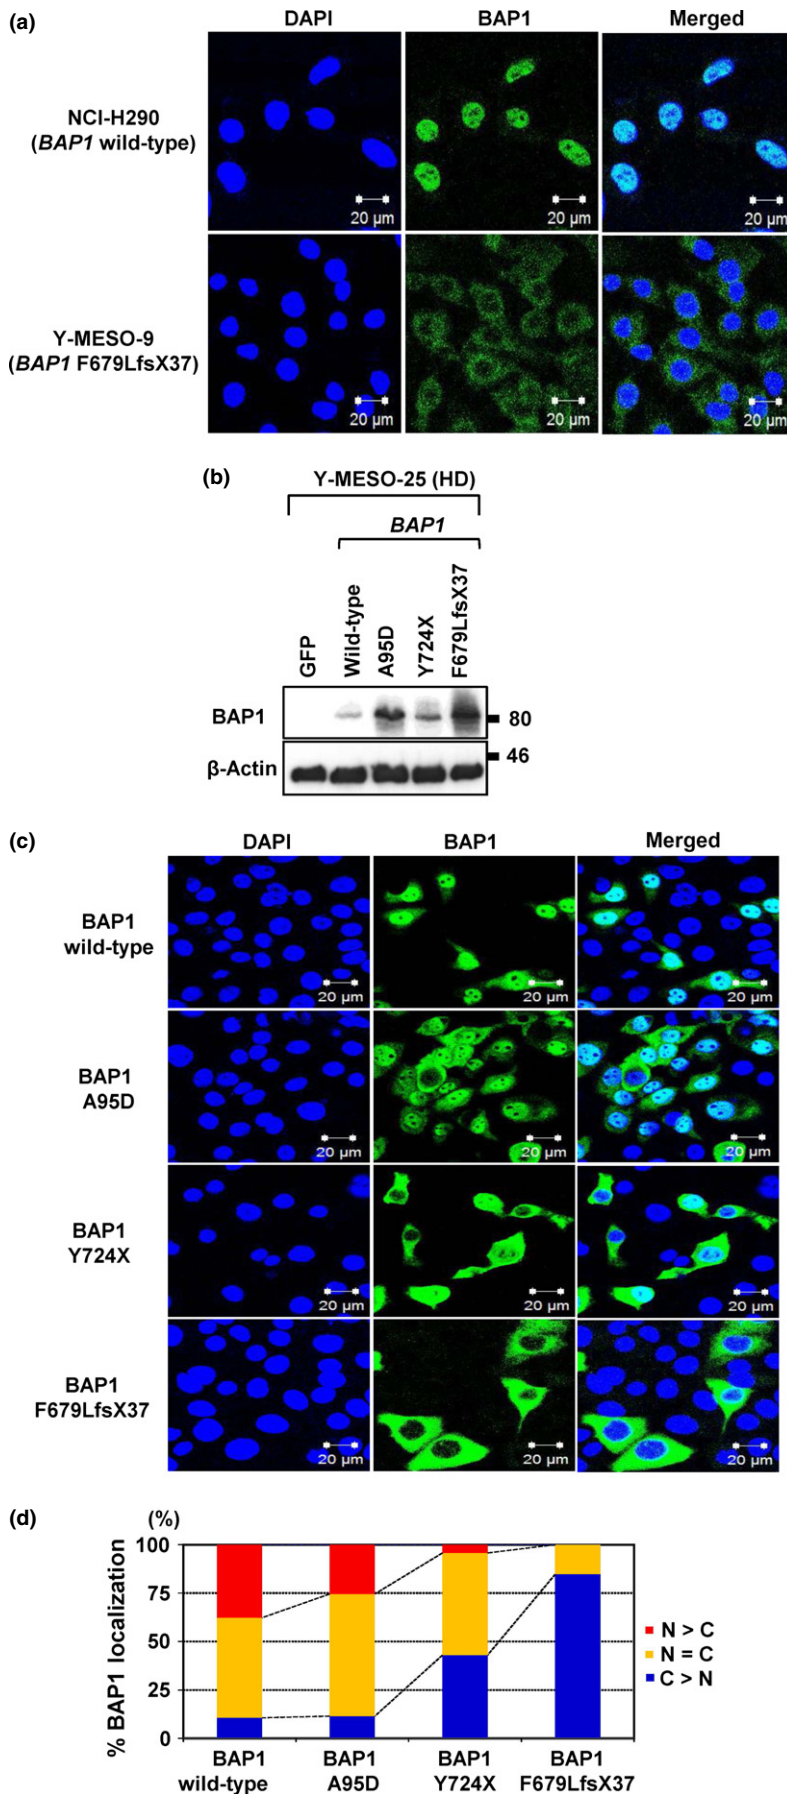 (a)
DAPI BAP1 Merged
NCI-H290
(BAP1 wild-type)
20 µm 20 µm 20 µm
Y-MESO-9
(BAP1 F679LfsX37)
20 µm 20 µm 20 µm
(b)
Y-MESO-25 (HD)
BAP1
GFP Wild-type A95D Y724X F679LfsX37
BAP1 80
46
β-Actin
(c)
DAPI BAP1 Merged
BAP1
wild-type
20 µm 20 µm 20 µm
BAP1
A95D
20 µm 20 µm 20 µm
BAP1
Y724X
20 µm 20 µm 20 µm
BAP1
F679LfsX37
20 µm 20 µm 20 µm
(d)
(%)
% BAP1 localization
100
75
50
25
0
N > C
N = C
C > N
BAP1 BAP1 BAP1 BAP1
wild-type A95D Y724X F679LfsX37